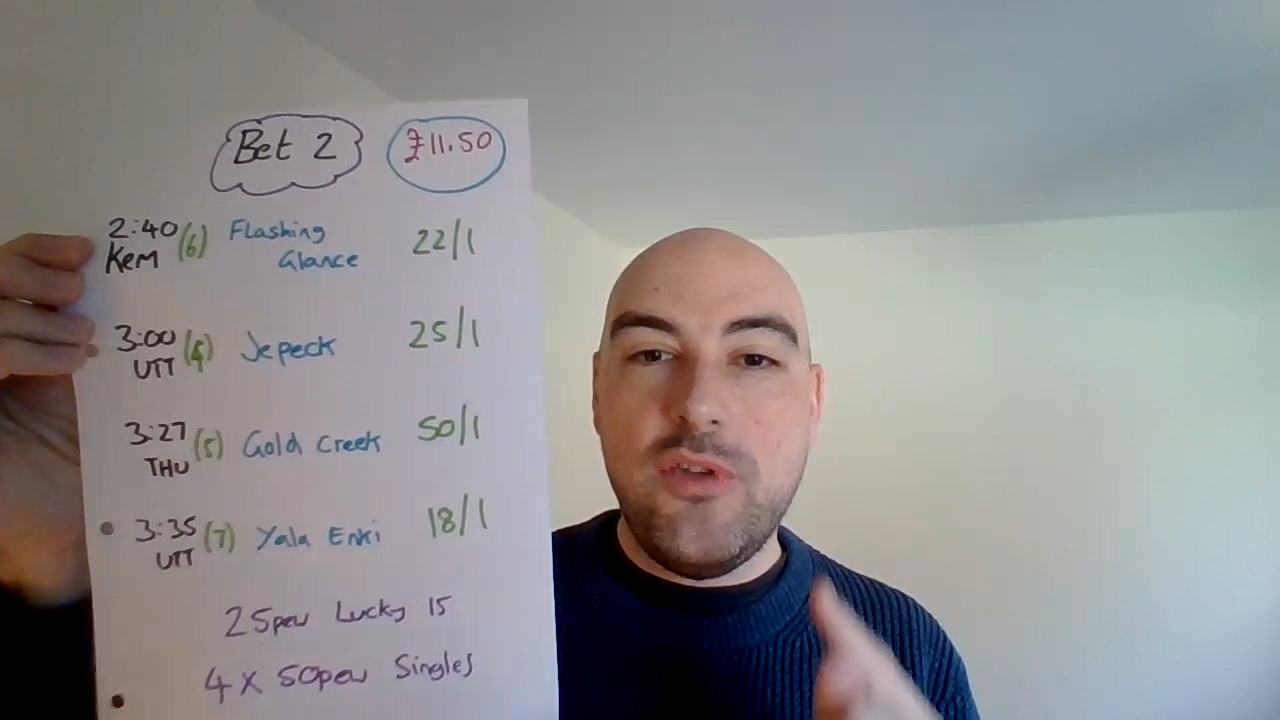 Bet 2 £11.50
2:40 (6) Flashing 22/1
Kem Glance
3:00 Jepeck 25/1
UTT
3:27 (5) Gold Creek 50/1
THU
3:35 (7) Yala Enki 18/1
UTT
25pew Lucky 15
4 X 50pew Singles